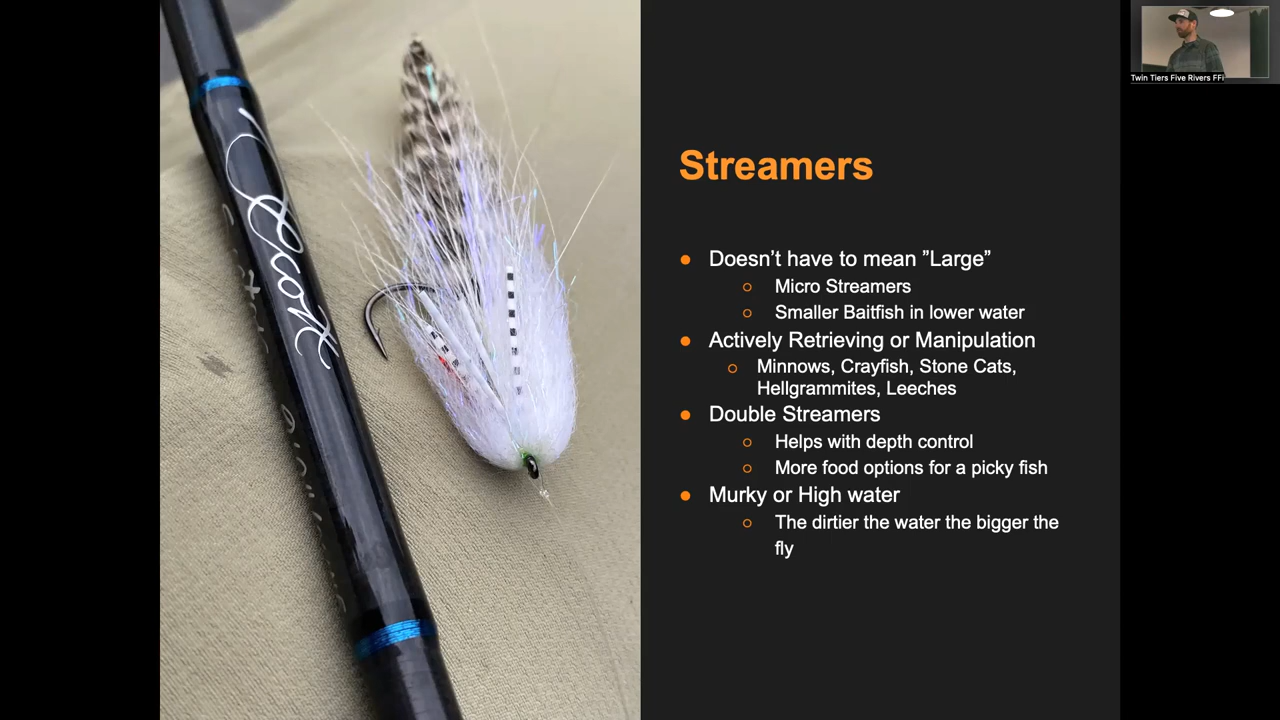 Scott
Streamers
Twin Tiers Five Rivers FFi
● Doesn’t have to mean ”Large”
○ Micro Streamers
○ Smaller Baitfish in lower water
● Actively Retrieving or Manipulation
○ Minnows, Crayfish, Stone Cats,
Hellgrammites, Leeches
● Double Streamers
○ Helps with depth control
○ More food options for a picky fish
● Murky or High water
○ The dirtier the water the bigger the
fly